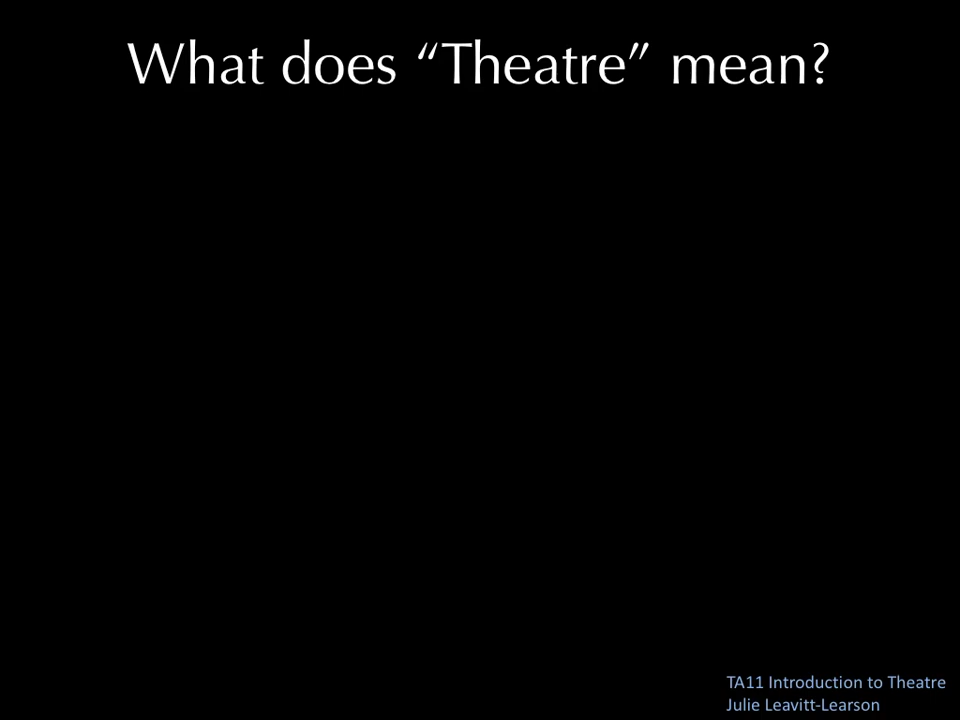 What does “Theatre” mean?
TA11 Introduction to Theatre
Julie Leavitt-Learson